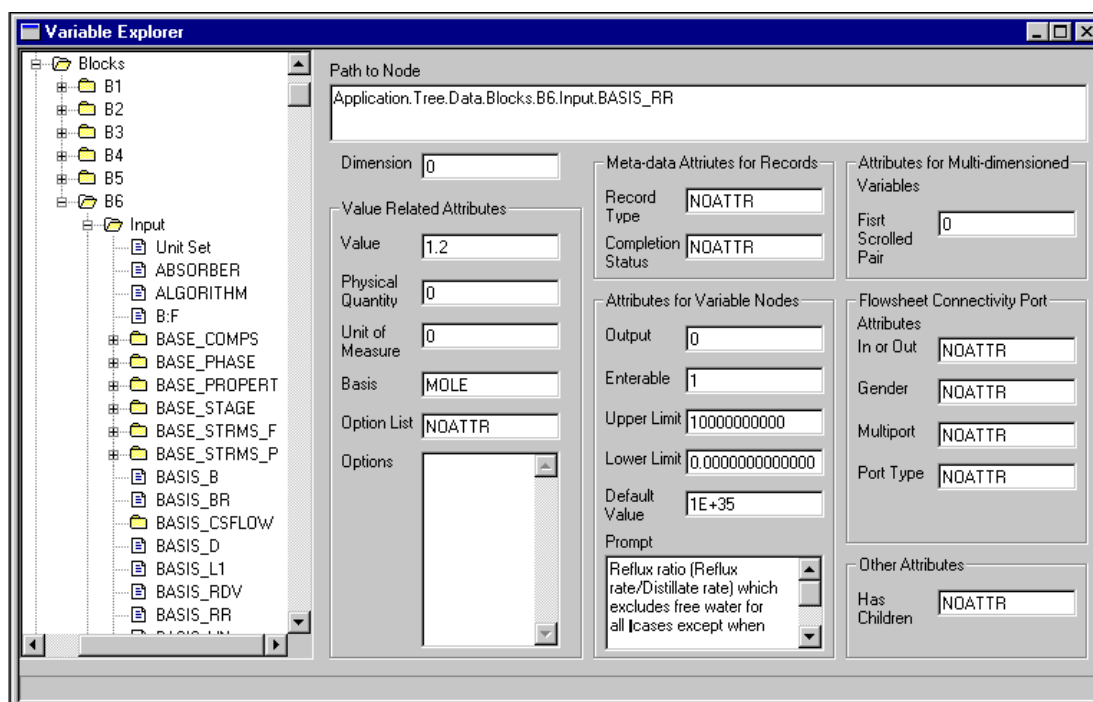 Variable Explorer
Blocks
B1
B2
B3
B4
B5
B6
Input
Unit Set
ABSORBER
ALGORITHM
B:F
BASE_COMPS
BASE_PHASE
BASE_PROPERT
BASE_STAGE
BASE_STRMS_F
BASE_STRMS_P
BASIS_B
BASIS_BR
BASIS_CSFLOW
BASIS_D
BASIS_L1
BASIS_RDV
BASIS_RR
Path to Node
Application.Tree.Data.Blocks.B6.Input.BASIS_RR
Dimension 0
Value Related Attributes
Value 1.2
Physical
Quantity 0
Unit of
Measure 0
Basis MOLE
Option List NOATTR
Options
Meta-data Attriutes for Records
Record
Type NOATTR
Completion
Status NOATTR
Attributes for Variable Nodes
Output 0
Enterable 1
Upper Limit 10000000000
Lower Limit 0.0000000000000
Default
Value 1E+35
Prompt
Reflux ratio (Reflux
rate/Distillate rate) which
excludes free water for
all lcases except when
Attributes for Multi-dimensioned
Variables
Fisrt
Scrolled
Pair 0
Flowsheet Connectivity Port
Attributes
In or Out NOATTR
Gender NOATTR
Multiport NOATTR
Port Type NOATTR
Other Attributes
Has
Children NOATTR